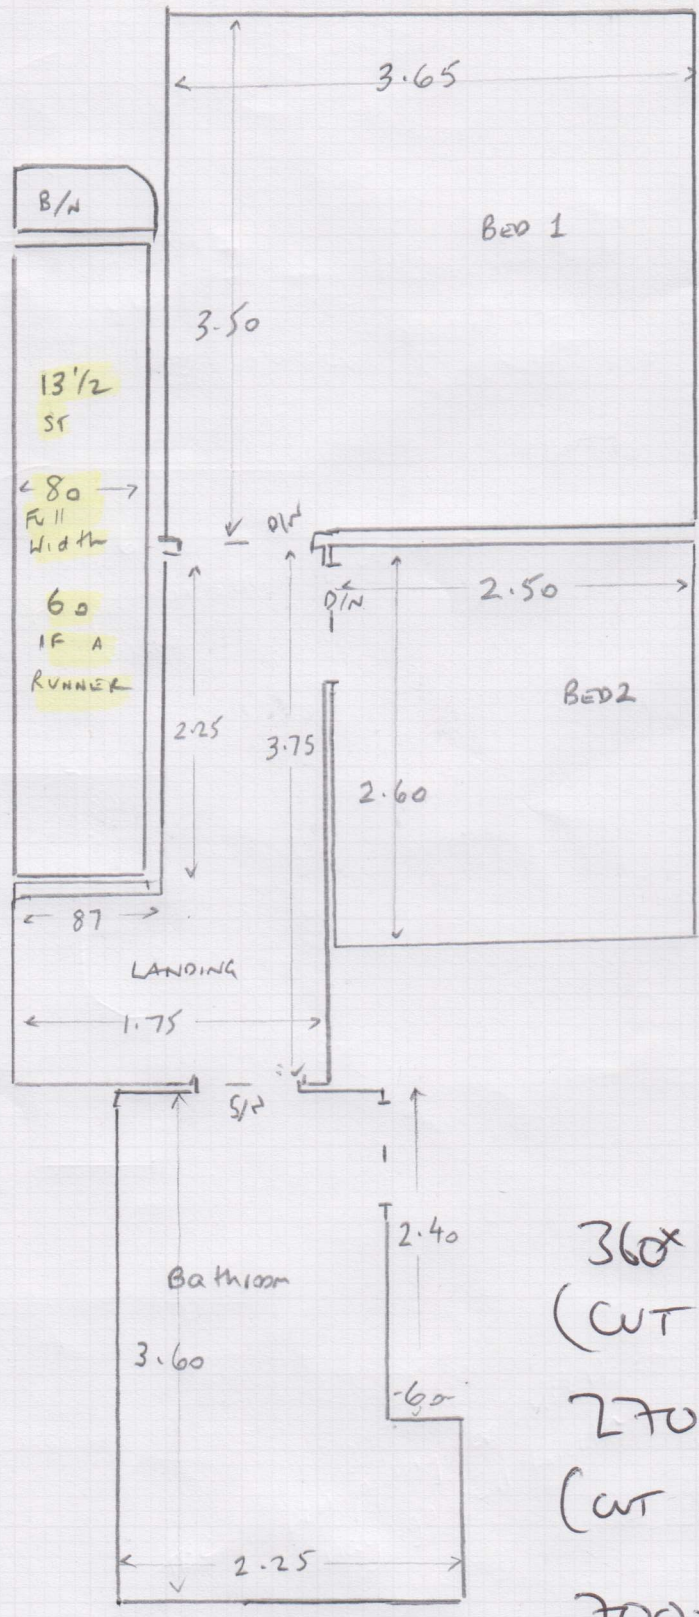 3.65
B/N
BED 1
3.50
13 1/2
ST
80
Full
Width
60
IF A
RUNNER
D/N
D/N
2.50
BED2
2.25
3.75
2.60
87
LANDING
1.75
S/N
2.40
Bathroom
3.60
.60
2.25
360x
(CUT
270
(CUT
700